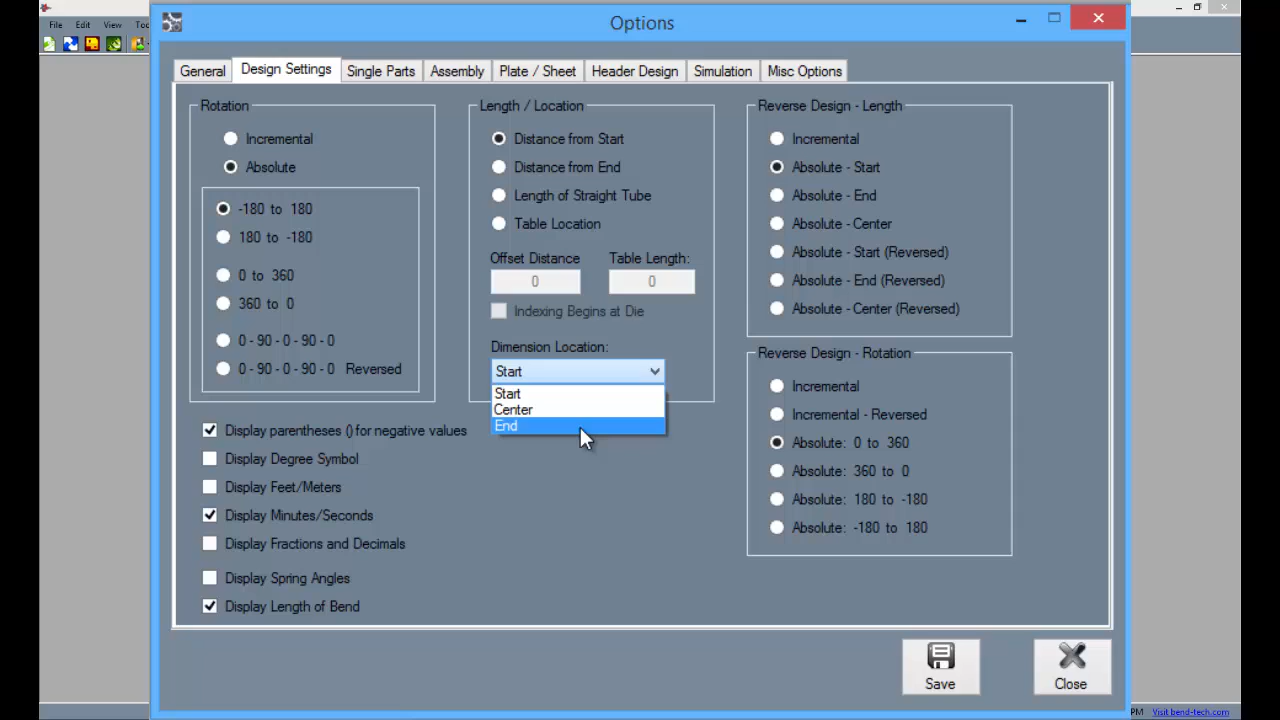 Options
File Edit View Too
General Design Settings Single Parts Assembly Plate / Sheet Header Design Simulation Misc Options
Rotation
Incremental
Absolute
-180 to 180
180 to -180
0 to 360
360 to 0
0 - 90 - 0 - 90 - 0
0 - 90 - 0 - 90 - 0 Reversed
Display parentheses () for negative values
Display Degree Symbol
Display Feet/Meters
Display Minutes/Seconds
Display Fractions and Decimals
Display Spring Angles
Display Length of Bend
Length / Location
Distance from Start
Distance from End
Length of Straight Tube
Table Location
Offset Distance Table Length:
0 0
Indexing Begins at Die
Dimension Location:
Start
Start
Center
End
Reverse Design - Length
Incremental
Absolute - Start
Absolute - End
Absolute - Center
Absolute - Start (Reversed)
Absolute - End (Reversed)
Absolute - Center (Reversed)
Reverse Design - Rotation
Incremental
Incremental - Reversed
Absolute: 0 to 360
Absolute: 360 to 0
Absolute: 180 to -180
Absolute: -180 to 180
Save Close
PM Visit bend-tech.com